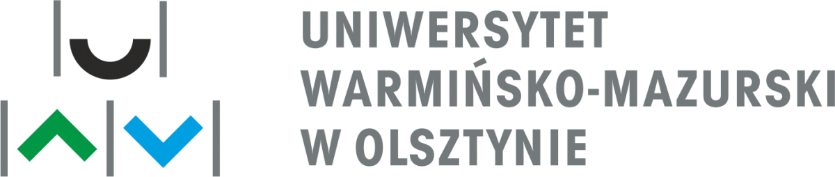 UNIWERSYTET
WARMIŃSKO-MAZURSKI
W OLSZTYNIE